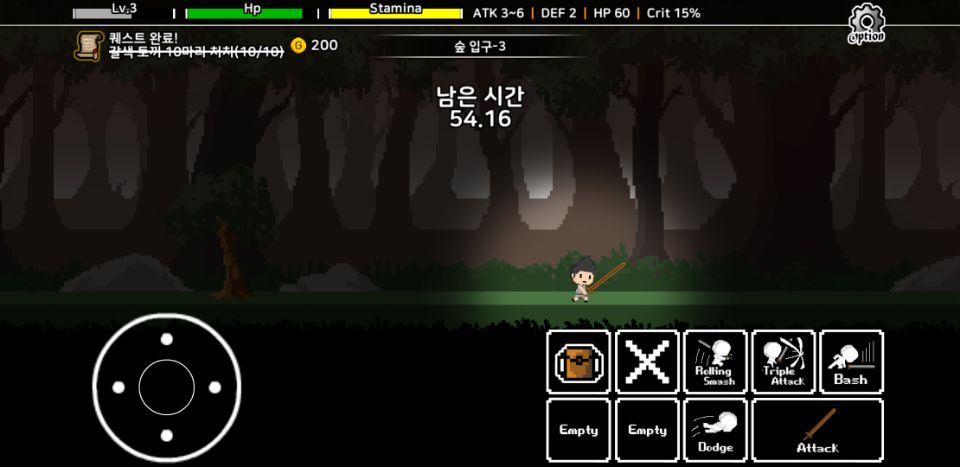 Lv.3 Hp Stamina ATK 3~6 | DEF 2 | HP 60 | Crit 15%
퀘스트 완료!
갈색 토끼 10마리 처치(10/10) G 200
숲 입구-3
option
남은 시간
54.16
Rolling Smash
Triple Attack
Bash
Empty
Empty
Dodge
Attack